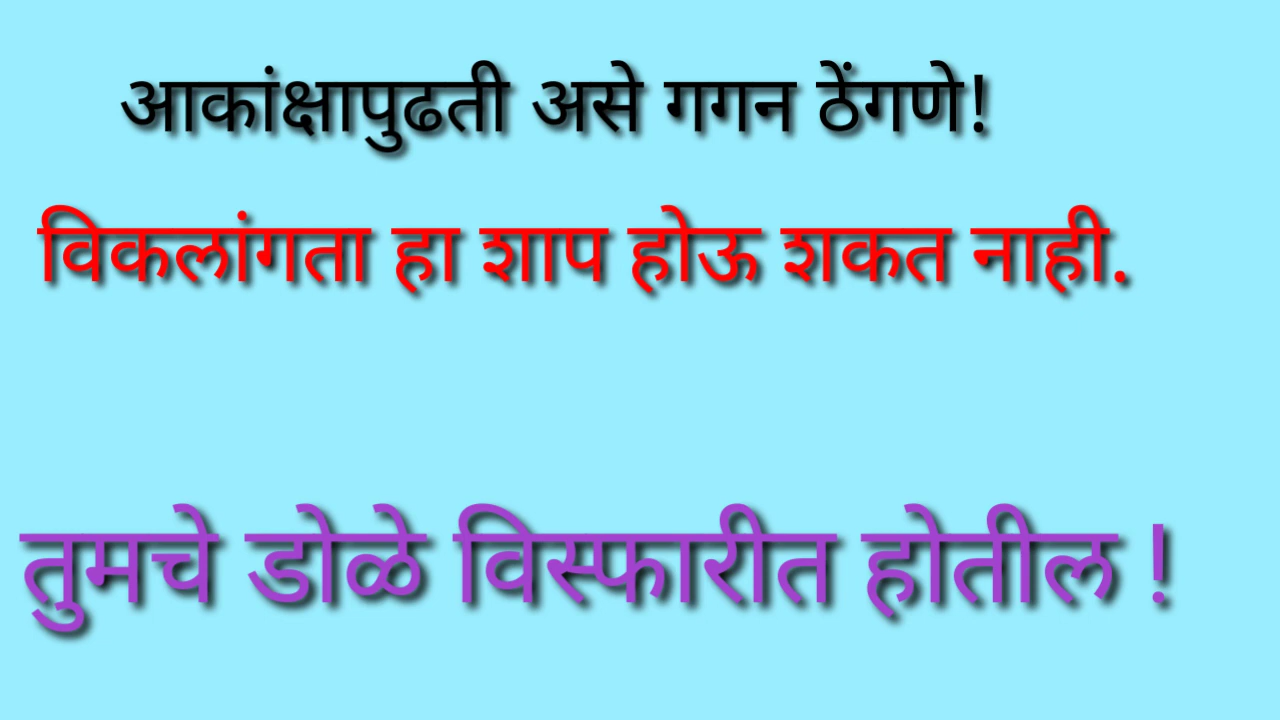 आकांक्षापुढती असे गगन ठेंगणे!
विकलांगता हा शाप होऊ शकत नाही.
तुमचे डोळे विस्फारीत होतील !